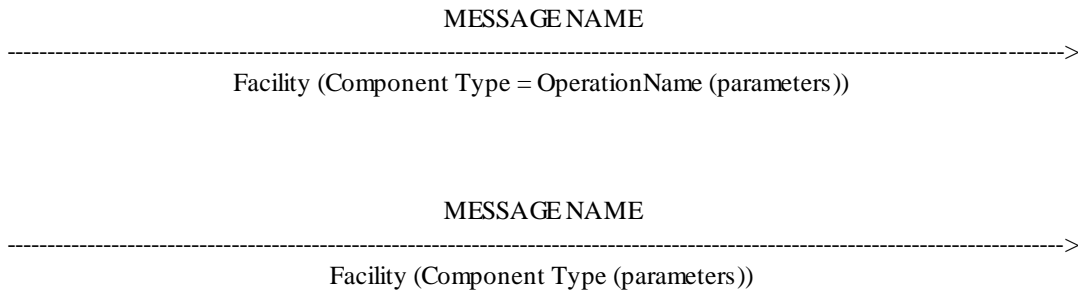 MESSAGE NAME
------------------------------------------------------------------------------------------------------------------------------------>
Facility (Component Type = OperationName (parameters))
MESSAGE NAME
------------------------------------------------------------------------------------------------------------------------------------>
Facility (Component Type (parameters))